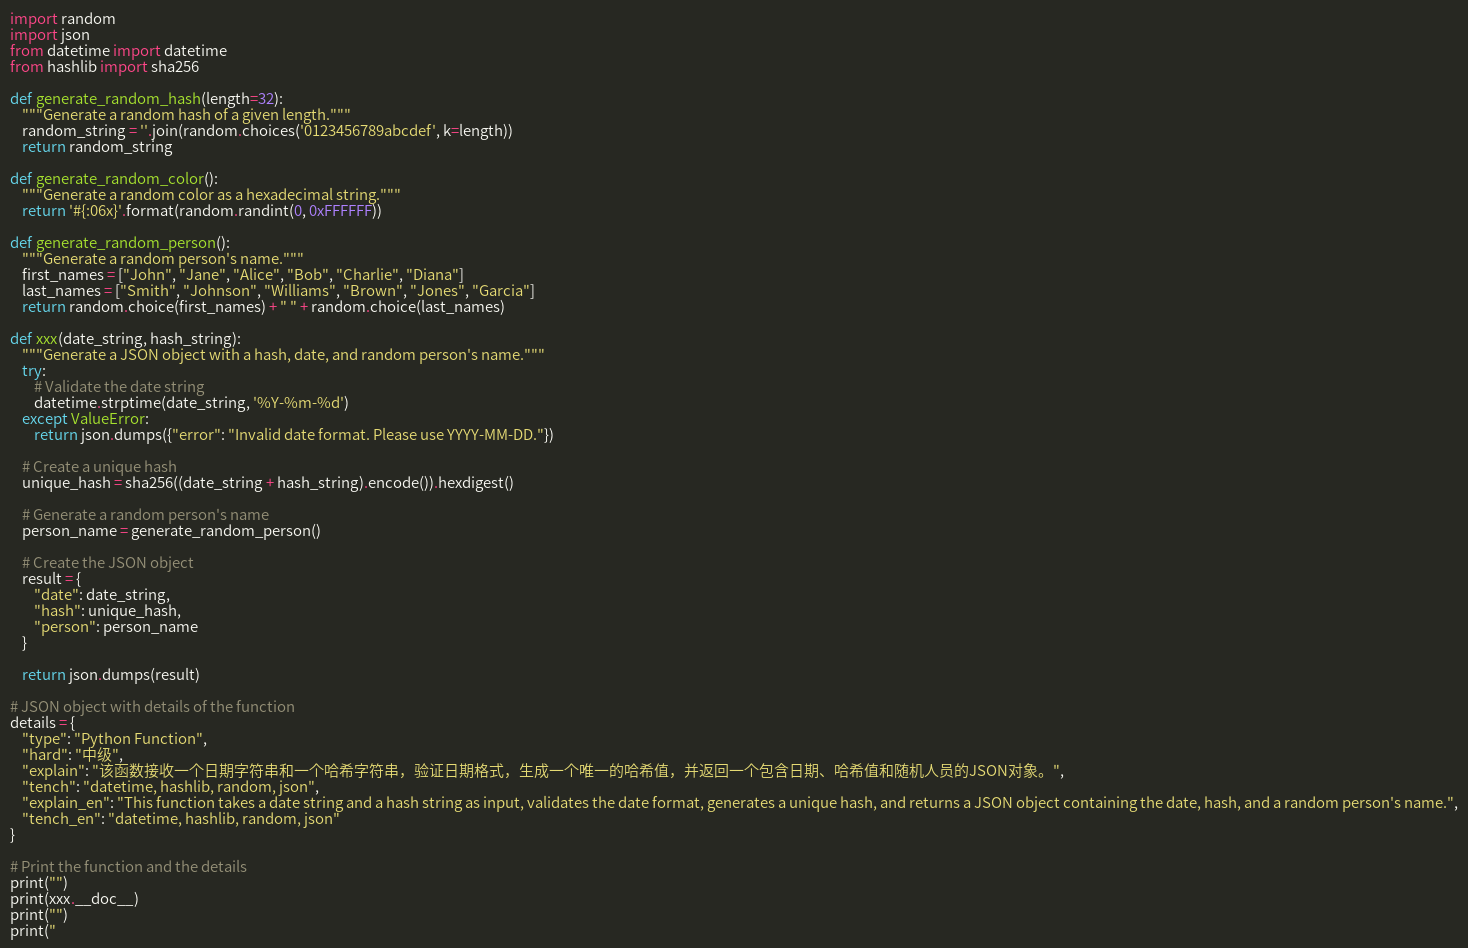 import random
import json
from datetime import datetime
from hashlib import sha256

def generate_random_hash(length=32):
    """Generate a random hash of a given length."""
    random_string = ''.join(random.choices('0123456789abcdef', k=length))
    return random_string

def generate_random_color():
    """Generate a random color as a hexadecimal string."""
    return '#{:06x}'.format(random.randint(0, 0xFFFFFF))

def generate_random_person():
    """Generate a random person's name."""
    first_names = ["John", "Jane", "Alice", "Bob", "Charlie", "Diana"]
    last_names = ["Smith", "Johnson", "Williams", "Brown", "Jones", "Garcia"]
    return random.choice(first_names) + " " + random.choice(last_names)

def xxx(date_string, hash_string):
    """Generate a JSON object with a hash, date, and random person's name."""
    try:
        # Validate the date string
        datetime.strptime(date_string, '%Y-%m-%d')
    except ValueError:
        return json.dumps({"error": "Invalid date format. Please use YYYY-MM-DD."})

    # Create a unique hash
    unique_hash = sha256((date_string + hash_string).encode()).hexdigest()

    # Generate a random person's name
    person_name = generate_random_person()

    # Create the JSON object
    result = {
        "date": date_string,
        "hash": unique_hash,
        "person": person_name
    }

    return json.dumps(result)

# JSON object with details of the function
details = {
    "type": "Python Function",
    "hard": "中级",
    "explain": "该函数接收一个日期字符串和一个哈希字符串，验证日期格式，生成一个唯一的哈希值，并返回一个包含日期、哈希值和随机人员的JSON对象。",
    "tench": "datetime, hashlib, random, json",
    "explain_en": "This function takes a date string and a hash string as input, validates the date format, generates a unique hash, and returns a JSON object containing the date, hash, and a random person's name.",
    "tench_en": "datetime, hashlib, random, json"
}

# Print the function and the details
print("")
print(xxx.__doc__)
print("")
print("